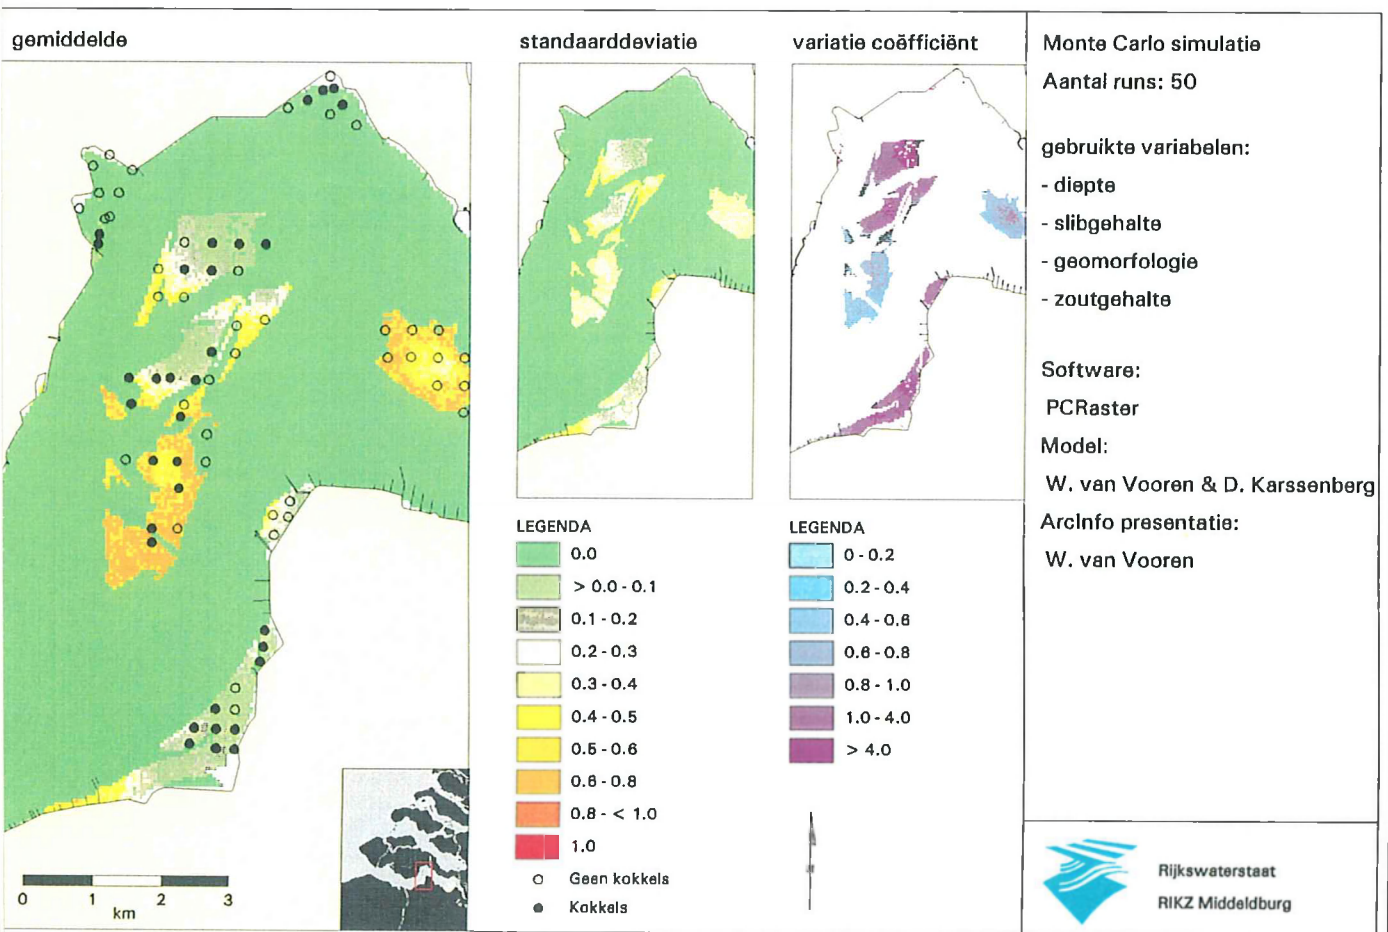 gemiddelde
standaarddeviatie
variatie coëfficiënt
Monte Carlo simulatie
Aantal runs: 50
gebruikte variabelen:
- diepte
- slibgehalte
- geomorfologie
- zoutgehalte
Software:
PCRaster
Model:
W. van Vooren & D. Karssenberg
ArcInfo presentatie:
W. van Vooren
LEGENDA
0.0
> 0.0 - 0.1
0.1 - 0.2
0.2 - 0.3
0.3 - 0.4
0.4 - 0.5
0.5 - 0.6
0.6 - 0.8
0.8 - < 1.0
1.0
Geen kokkels
Kokkels
LEGENDA
0 - 0.2
0.2 - 0.4
0.4 - 0.6
0.6 - 0.8
0.8 - 1.0
1.0 - 4.0
> 4.0
0 1 2 3
km
Rijkswaterstaat
RIKZ Middeldburg